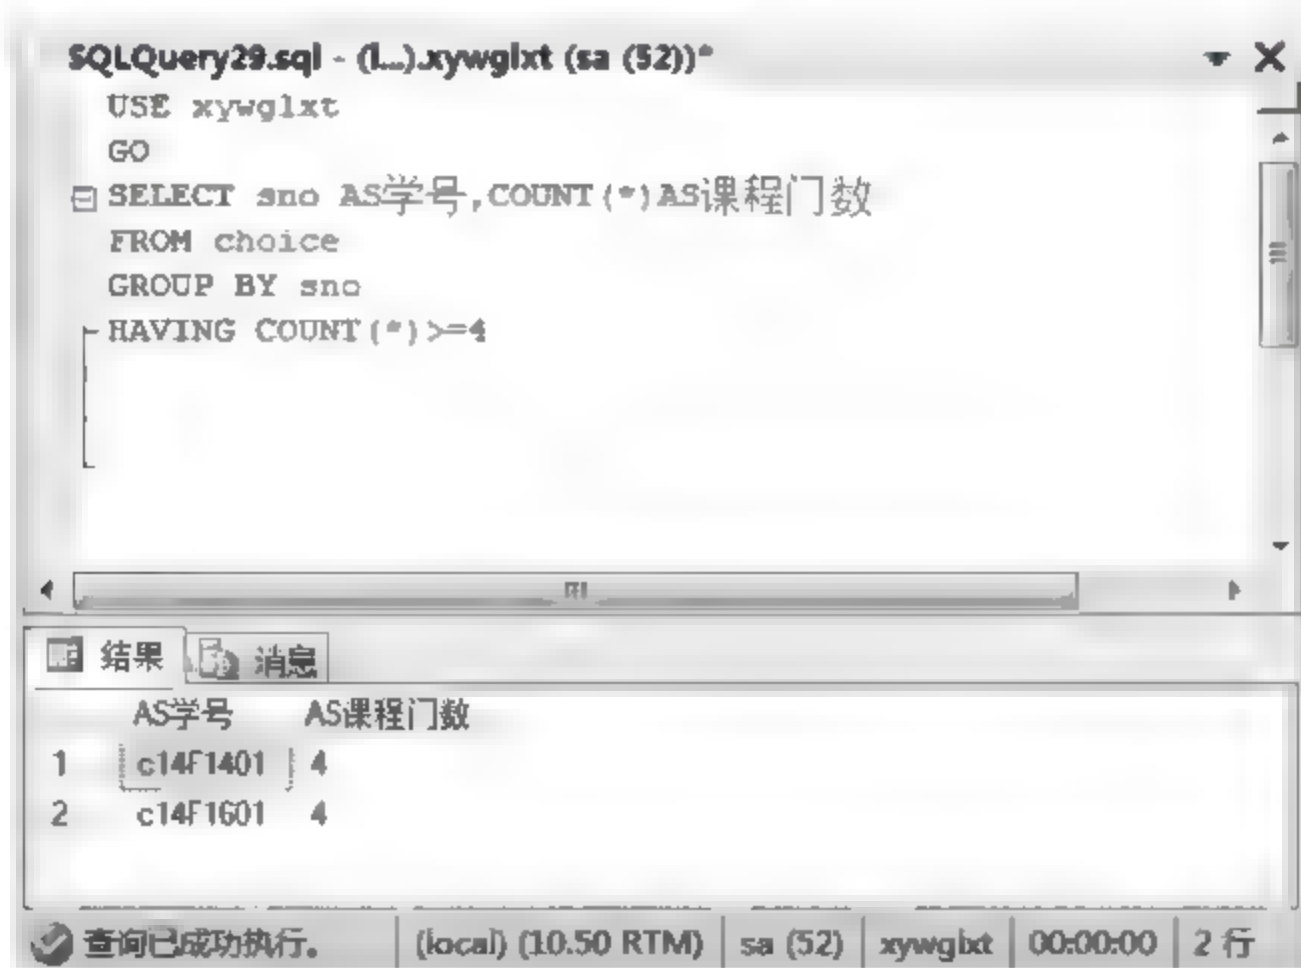 SQLQuery29.sql - (l...).xywglxt (sa (52))*
USE xywglxt
GO
SELECT sno AS学号,COUNT(*)AS课程门数
FROM choice
GROUP BY sno
HAVING COUNT(*)>=4
结果 消息
AS学号 AS课程门数
1 c14F1401 4
2 c14F1601 4
查询已成功执行。 (local) (10.50 RTM) sa (52) xywglxt 00:00:00 2 行